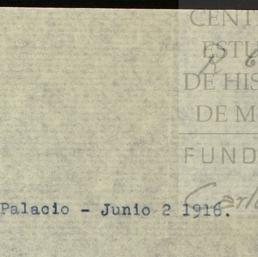 CENT
ESTU
DE HIS
DE M
FUND
Palacio - Junio 2 1916.